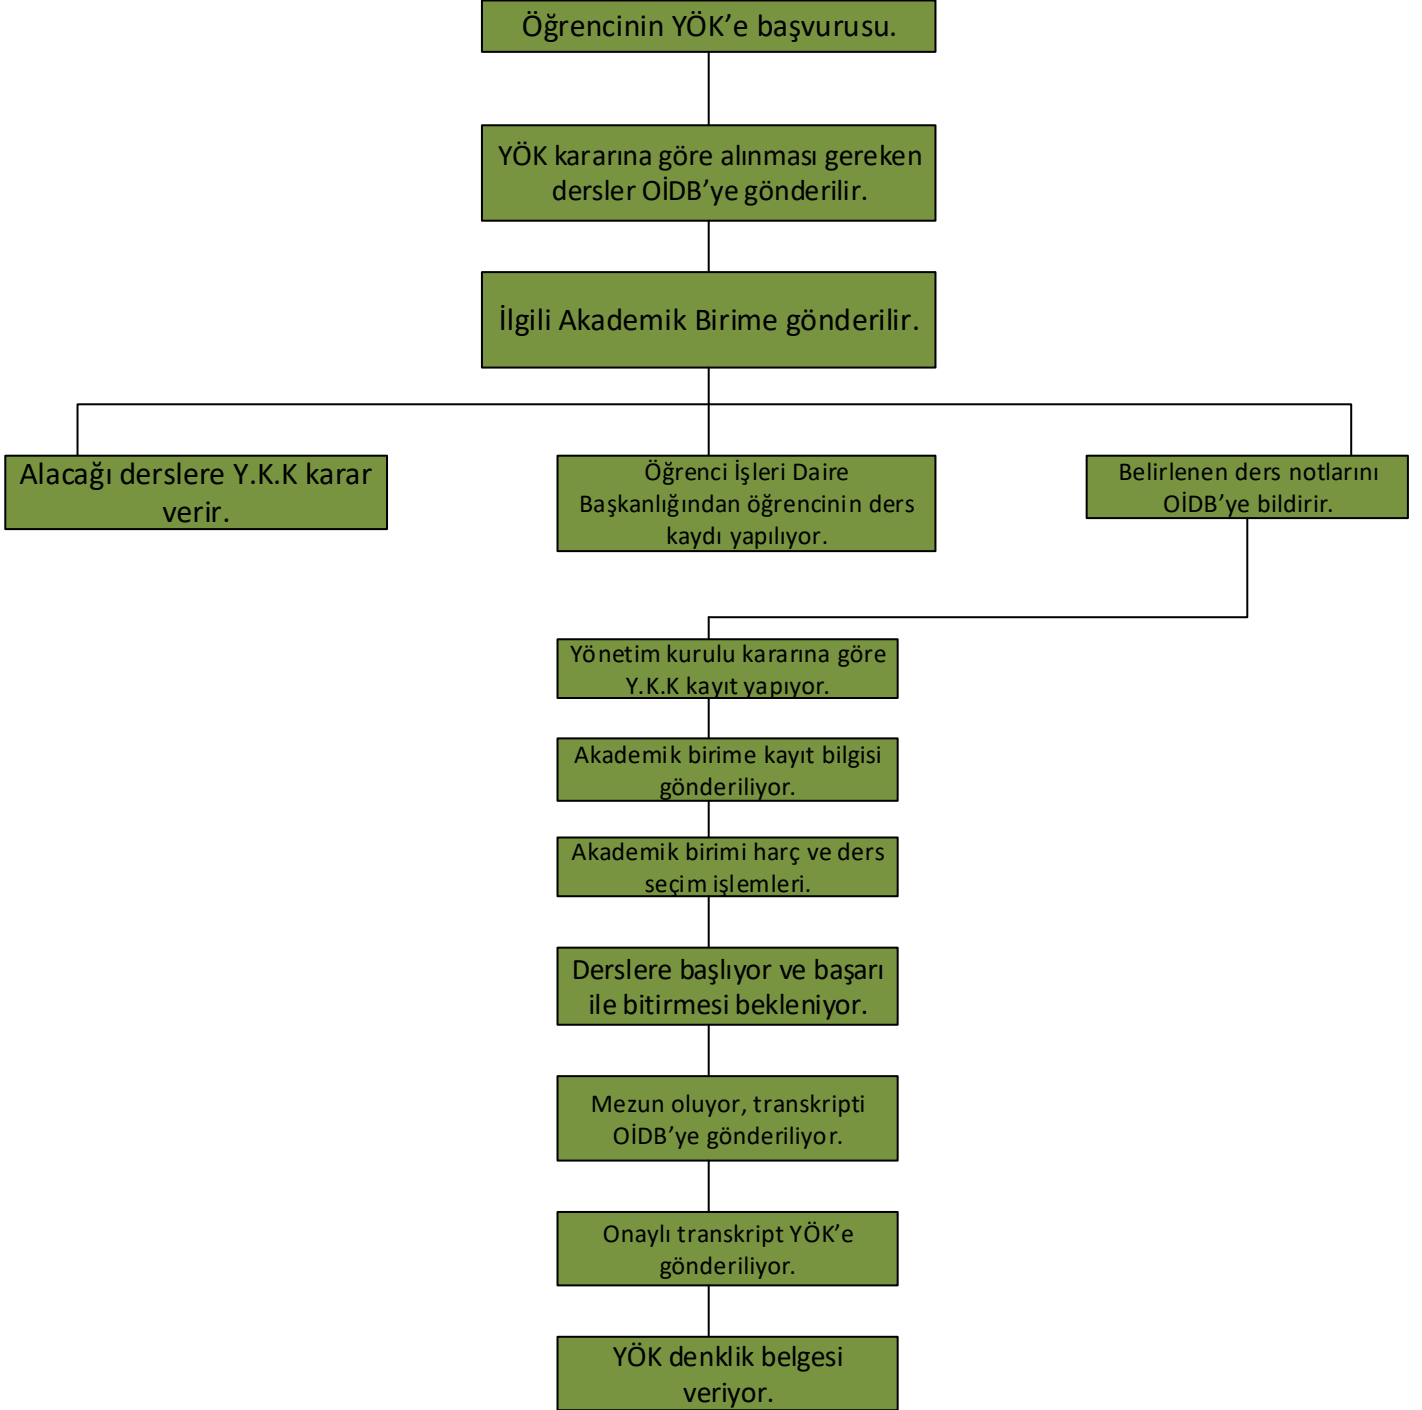 Öğrencinin YÖK’e başvurusu.
YÖK kararına göre alınması gereken
dersler OİDB’ye gönderilir.
İlgili Akademik Birime gönderilir.
Alacağı derslere Y.K.K karar
verir.
Öğrenci İşleri Daire
Başkanlığından öğrencinin ders
kaydı yapılıyor.
Belirlenen ders notlarını
OİDB’ye bildirir.
Yönetim kurulu kararına göre
Y.K.K kayıt yapıyor.
Akademik birime kayıt bilgisi
gönderiliyor.
Akademik birimi harç ve ders
seçim işlemleri.
Derslere başlıyor ve başarı
ile bitirmesi bekleniyor.
Mezun oluyor, transkripti
OİDB’ye gönderiliyor.
Onaylı transkript YÖK’e
gönderiliyor.
YÖK denklik belgesi
veriyor.